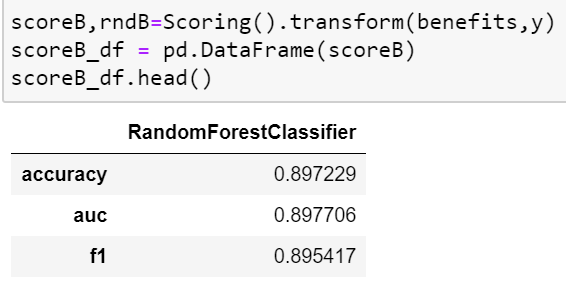 scoreB,rndB=Scoring().transform(benefits,y)
scoreB_df = pd.DataFrame(scoreB)
scoreB_df.head()
RandomForestClassifier
accuracy 0.897229
auc 0.897706
f1 0.895417